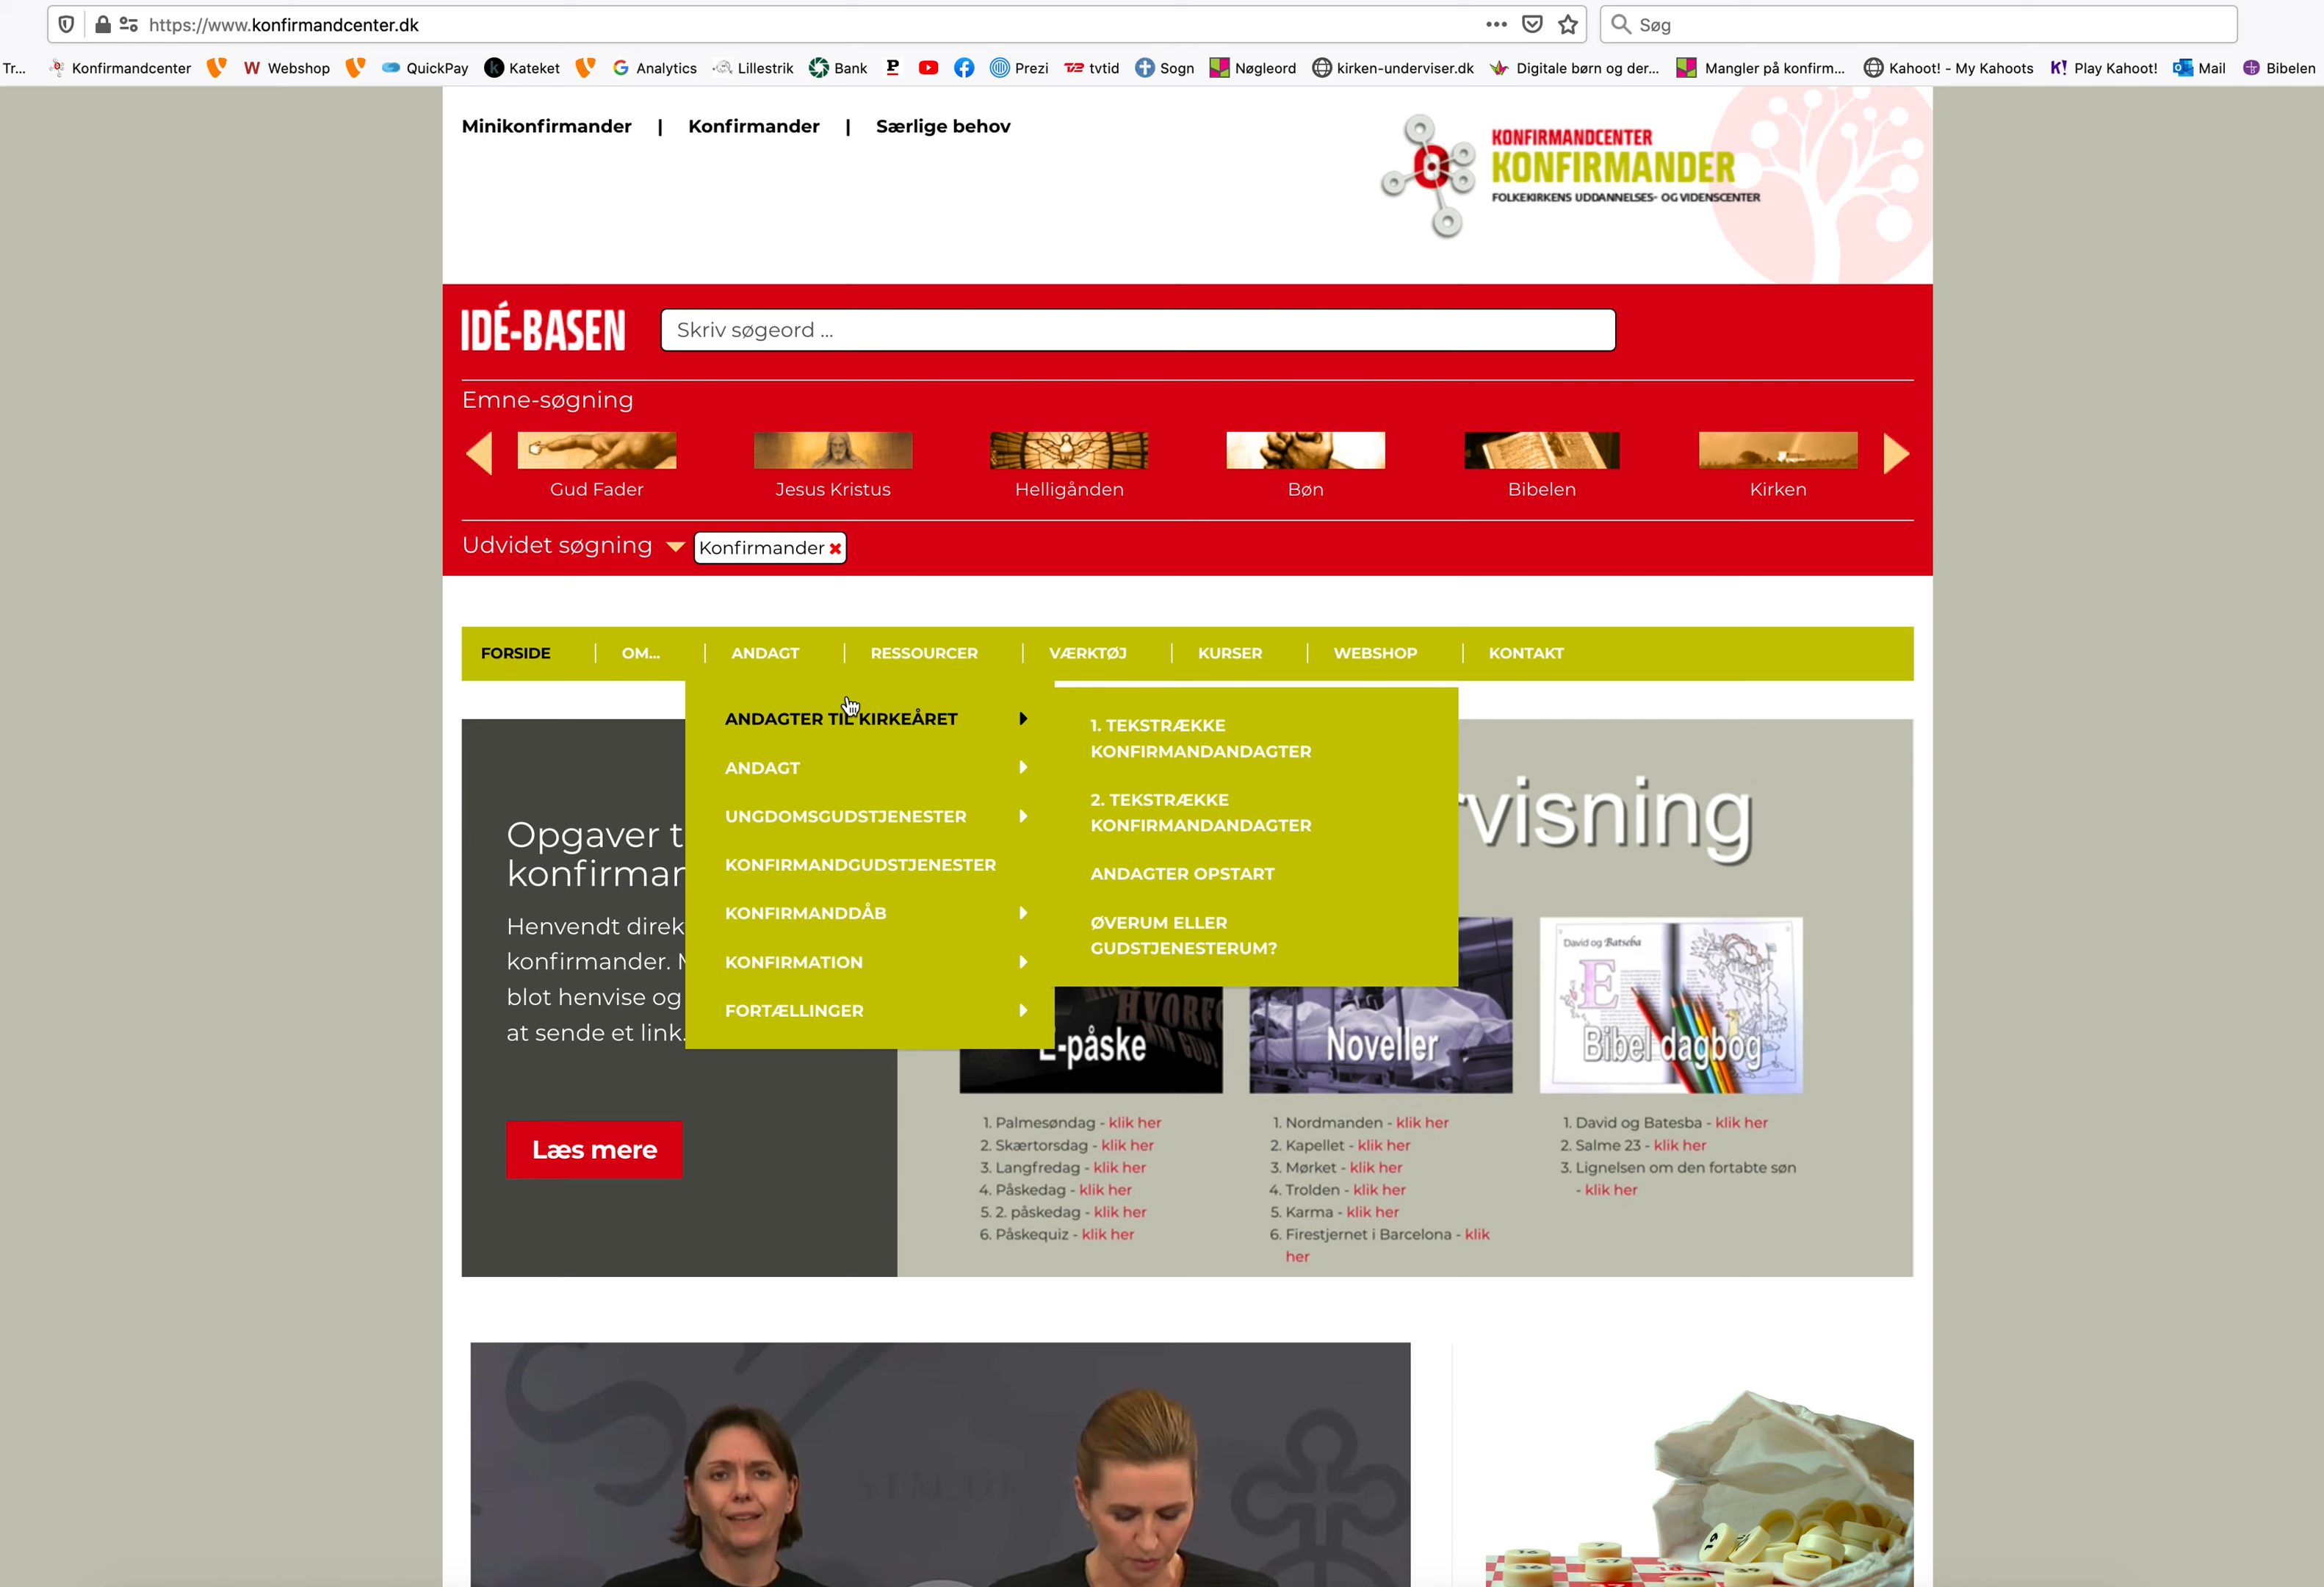 https://www.konfirmandcenter.dk
Søg
Tr... Konfirmandcenter W Webshop QuickPay k Kateket G Analytics Lillestrik Bank P Prezi tvtid Sogn Nøgleord kirken-underviser.dk Digitale børn og der... Mangler på konfirm... Kahoot! - My Kahoots K! Play Kahoot! Mail Bibelen
Minikonfirmander | Konfirmander | Særlige behov
KONFIRMANDCENTER
KONFIRMANDER
FOLKEKIRKENS UDDANNELSES- OG VIDENSCENTER
IDÉ-BASEN
Skriv søgeord ...
Emne-søgning
Gud Fader
Jesus Kristus
Helligånden
Bøn
Bibelen
Kirken
Udvidet søgning Konfirmander
FORSIDE | OM... | ANDAGT | RESSOURCER | VÆRKTØJ | KURSER | WEBSHOP | KONTAKT
ANDAGTER TIL KIRKEÅRET
ANDAGT
UNGDOMSGUDSTJENESTER
KONFIRMANDGUDSTJENESTER
KONFIRMANDDÅB
KONFIRMATION
FORTÆLLINGER
1. TEKSTRÆKKE
KONFIRMANDANDAGTER
2. TEKSTRÆKKE
KONFIRMANDANDAGTER
ANDAGTER OPSTART
ØVERUM ELLER
GUDSTJENESTERUM?
Opgaver t
konfirmar
Henvendt direk
konfirmander. M
blot henvise og
at sende et link.
Læs mere
rvisning
HVORF
E-påske
Noveller
David og Batseba
E
Bibel dagbog
1. Palmesøndag - klik her
2. Skærtorsdag - klik her
3. Langfredag - klik her
4. Påskedag - klik her
5. 2. påskedag - klik her
6. Påskequiz - klik her
1. Nordmanden - klik her
2. Kapellet - klik her
3. Mørket - klik her
4. Trolden - klik her
5. Karma - klik her
6. Firestjernet i Barcelona - klik
her
1. David og Batesba - klik her
2. Salme 23 - klik her
3. Lignelsen om den fortabte søn
- klik her